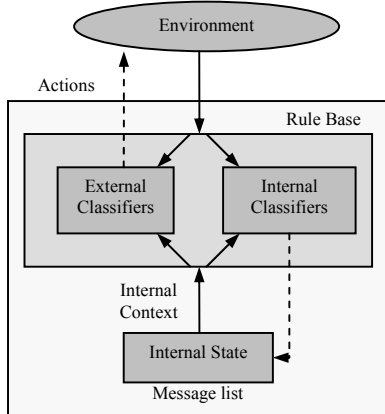 Environment
Actions
Rule Base
External
Classifiers
Internal
Classifiers
Internal
Context
Internal State
Message list